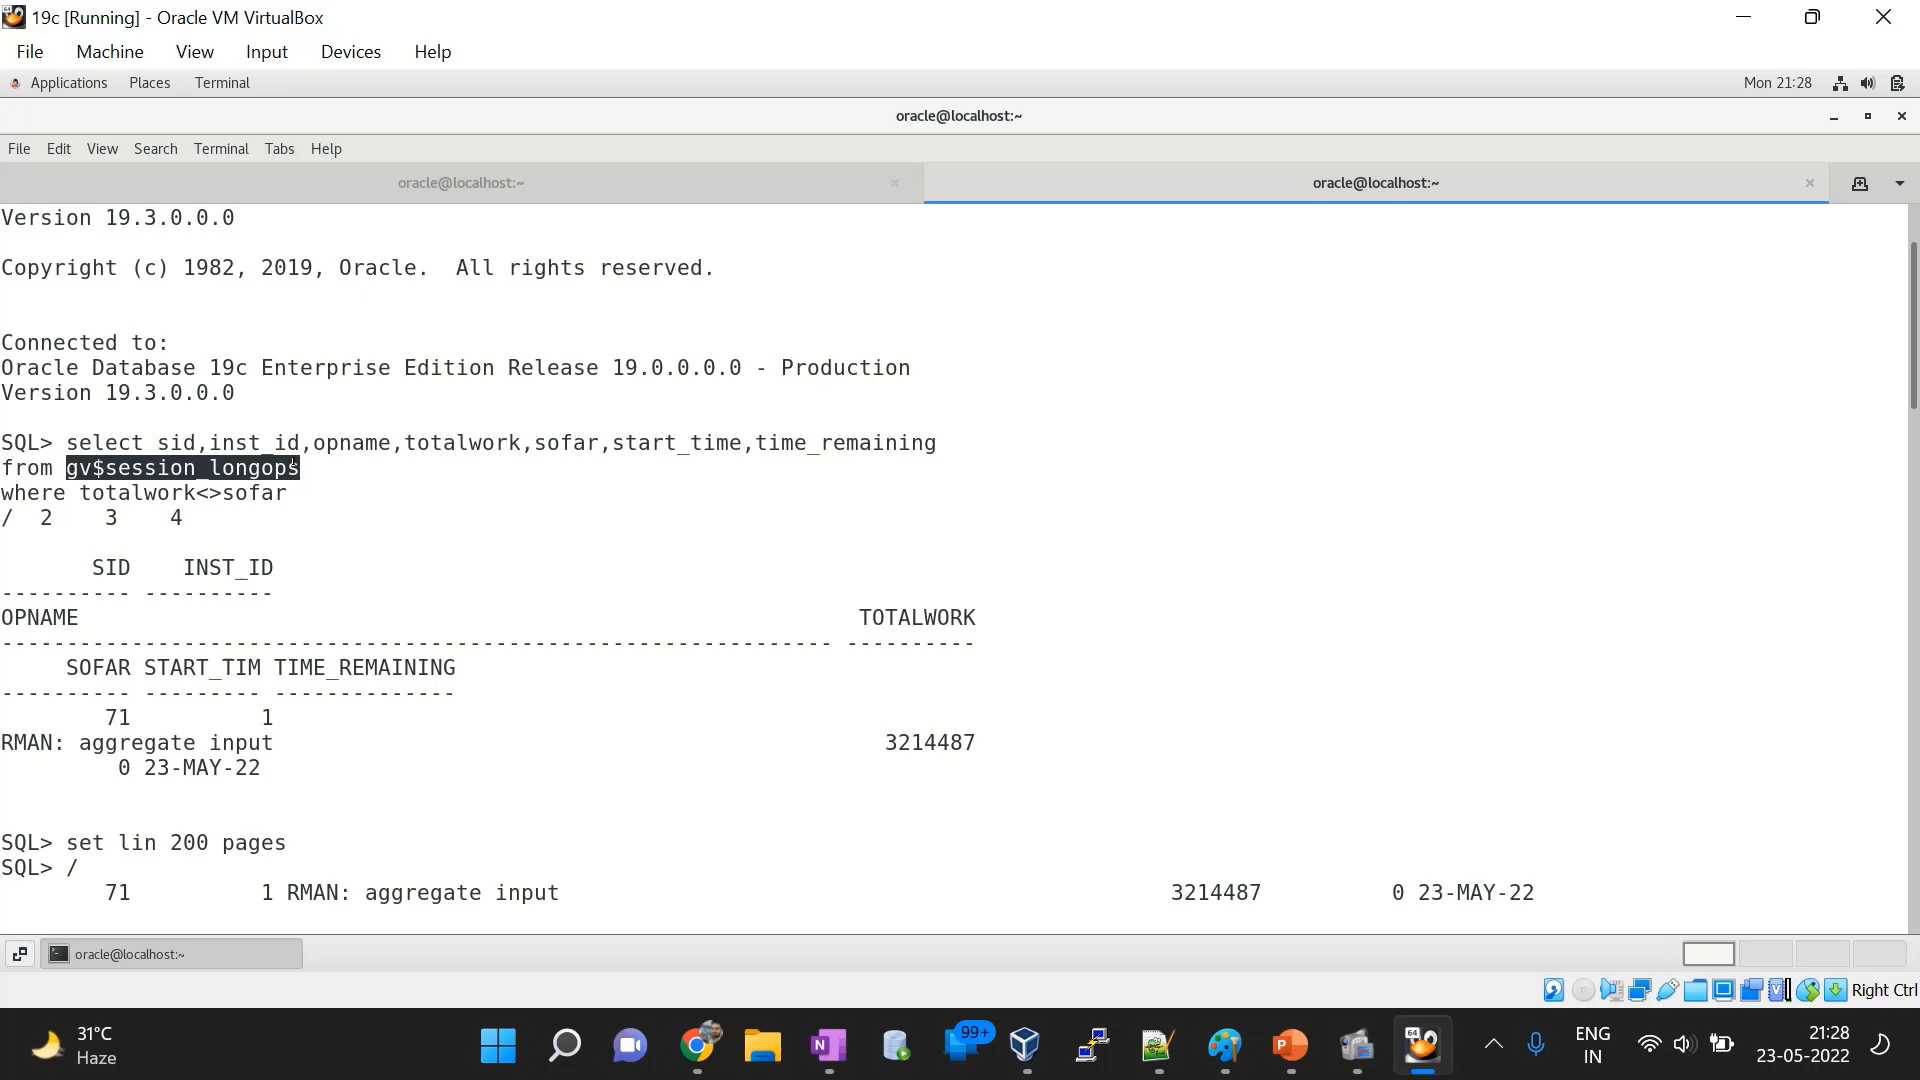 19c [Running] - Oracle VM VirtualBox
File Machine View Input Devices Help
Applications Places Terminal Mon 21:28
oracle@localhost:~
File Edit View Search Terminal Tabs Help
oracle@localhost:~ oracle@localhost:~
Version 19.3.0.0.0
Copyright (c) 1982, 2019, Oracle.  All rights reserved.
Connected to:
Oracle Database 19c Enterprise Edition Release 19.0.0.0.0 - Production
Version 19.3.0.0.0
SQL> select sid,inst_id,opname,totalwork,sofar,start_time,time_remaining
from gv$session_longops
where totalwork<>sofar
/  2    3    4
SID    INST_ID
---------- ----------
OPNAME                                                            TOTALWORK
---------------------------------------------------------------- ----------
     SOFAR START_TIM TIME_REMAINING
---------- --------- --------------
71          1
RMAN: aggregate input                                               3214487
0 23-MAY-22
SQL> set lin 200 pages
SQL> /
71          1 RMAN: aggregate input                                               3214487          0 23-MAY-22
oracle@localhost:~
Right Ctrl
31°C
Haze
99+
64
ENG
IN
21:28
23-05-2022